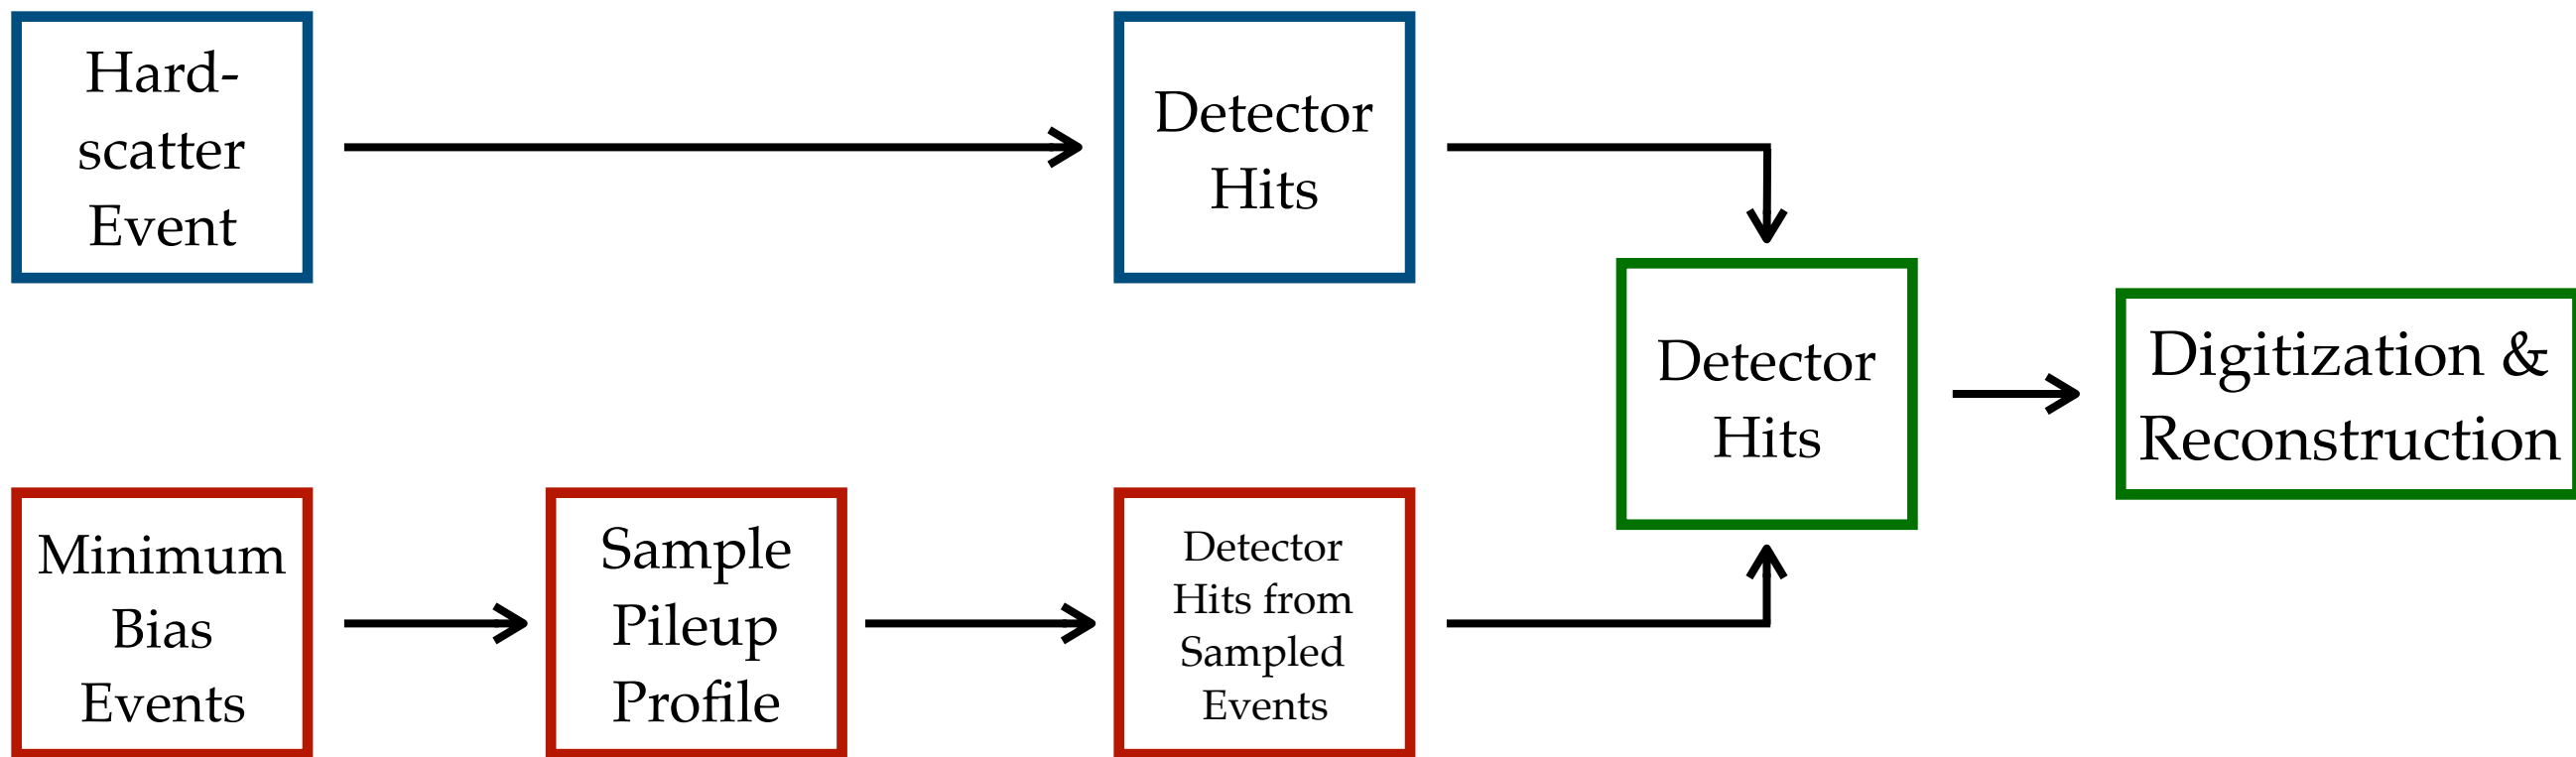 Hard-
scatter
Event
Detector
Hits
Detector
Hits
Digitization &
Reconstruction
Minimum
Bias
Events
Sample
Pileup
Profile
Detector
Hits from
Sampled
Events